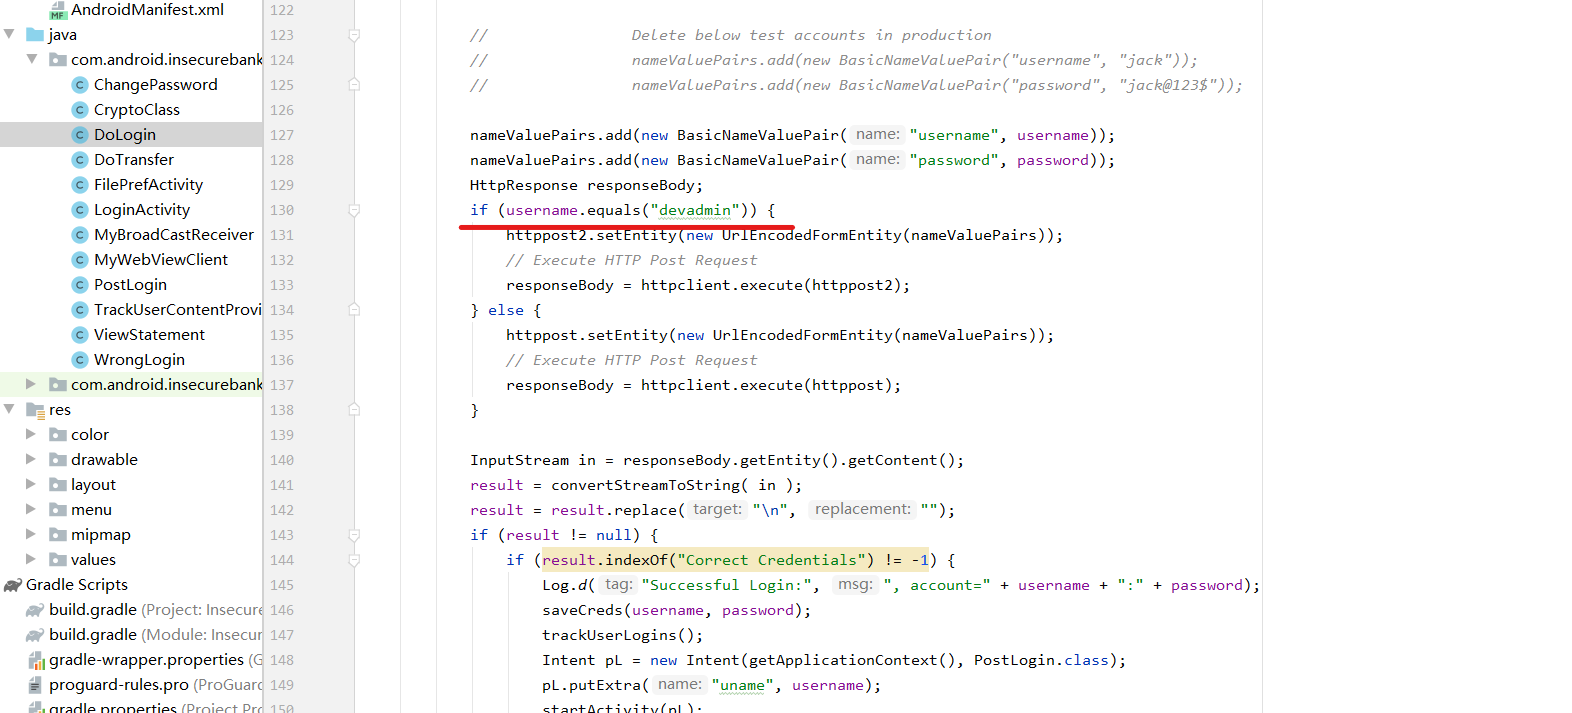 AndroidManifest.xml
java
com.android.insecurebank
ChangePassword
CryptoClass
DoLogin
DoTransfer
FilePrefActivity
LoginActivity
MyBroadCastReceiver
MyWebViewClient
PostLogin
TrackUserContentProvi
ViewStatement
WrongLogin
com.android.insecurebank
res
color
drawable
layout
menu
mipmap
values
Gradle Scripts
build.gradle (Project: Insecure
build.gradle (Module: Insecur
gradle-wrapper.properties (G
proguard-rules.pro (ProGuard
gradle.properties (Project Pro
122
123 // Delete below test accounts in production
124 // nameValuePairs.add(new BasicNameValuePair("username", "jack"));
125 // nameValuePairs.add(new BasicNameValuePair("password", "jack@123$"));
126
127 nameValuePairs.add(new BasicNameValuePair( name: "username", username));
128 nameValuePairs.add(new BasicNameValuePair( name: "password", password));
129 HttpResponse responseBody;
130 if (username.equals("devadmin")) {
131 httppost2.setEntity(new UrlEncodedFormEntity(nameValuePairs));
132 // Execute HTTP Post Request
133 responseBody = httpclient.execute(httppost2);
134 } else {
135 httppost.setEntity(new UrlEncodedFormEntity(nameValuePairs));
136 // Execute HTTP Post Request
137 responseBody = httpclient.execute(httppost);
138 }
139
140 InputStream in = responseBody.getEntity().getContent();
141 result = convertStreamToString( in );
142 result = result.replace( target: "\n", replacement: "");
143 if (result != null) {
144 if (result.indexOf("Correct Credentials") != -1) {
145 Log.d( tag: "Successful Login:", msg: ", account=" + username + ":" + password);
146 saveCreds(username, password);
147 trackUserLogins();
148 Intent pL = new Intent(getApplicationContext(), PostLogin.class);
149 pL.putExtra( name: "uname", username);
150 startActivity(pL);